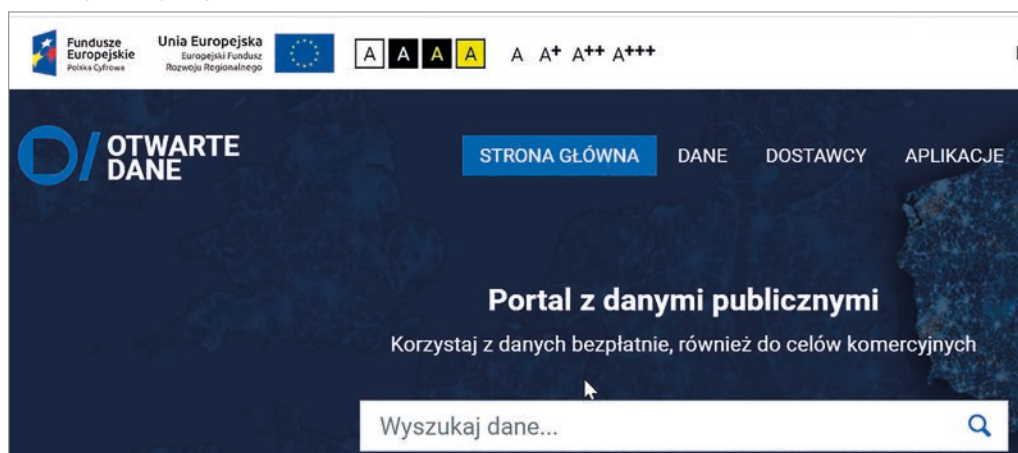 Fundusze
Europejskie
Polska Cyfrowa
Unia Europejska
Europejski Fundusz
Rozwoju Regionalnego
A A A A A A+ A++ A+++
OTWARTE
DANE
STRONA GŁÓWNA DANE DOSTAWCY APLIKACJE
Portal z danymi publicznymi
Korzystaj z danych bezpłatnie, również do celów komercyjnych
Wyszukaj dane...